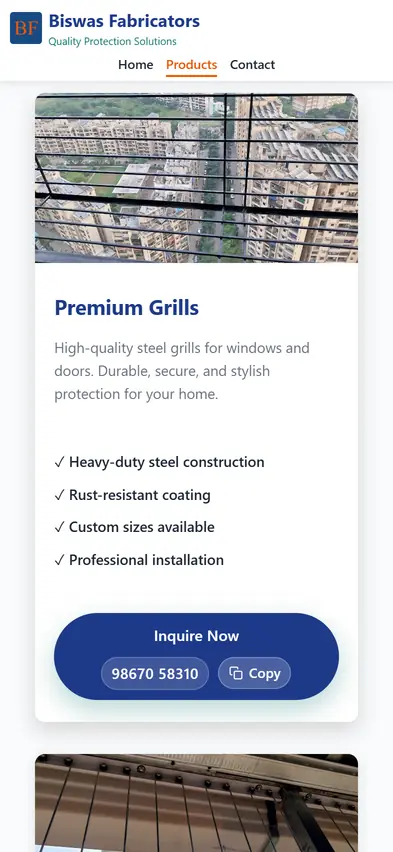 BF
Biswas Fabricators
Quality Protection Solutions
Home Products Contact
Premium Grills
High-quality steel grills for windows and
doors. Durable, secure, and stylish
protection for your home.
✓ Heavy-duty steel construction
✓ Rust-resistant coating
✓ Custom sizes available
✓ Professional installation
Inquire Now
98670 58310 Copy